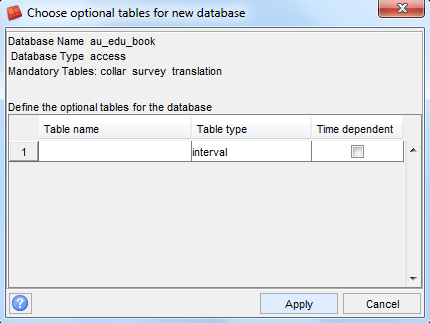 Choose optional tables for new database
Database Name au_edu_book
Database Type access
Mandatory Tables: collar survey translation
Define the optional tables for the database
Table name Table type Time dependent
1 interval
? Apply Cancel